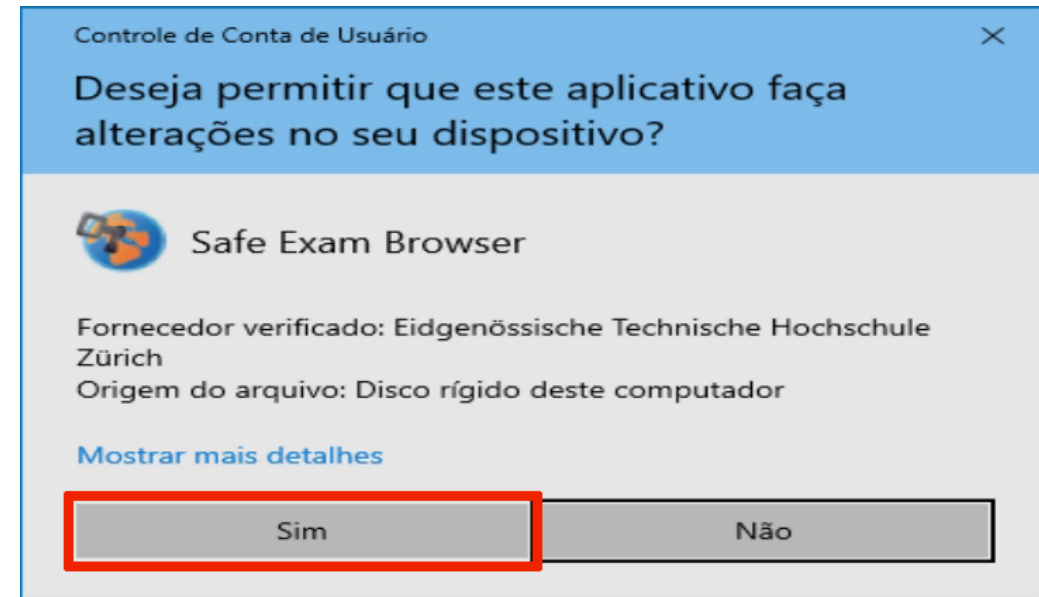 Controle de Conta de Usuário
Deseja permitir que este aplicativo faça
alterações no seu dispositivo?
Safe Exam Browser
Fornecedor verificado: Eidgenössische Technische Hochschule
Zürich
Origem do arquivo: Disco rígido deste computador
Mostrar mais detalhes
Sim
Não